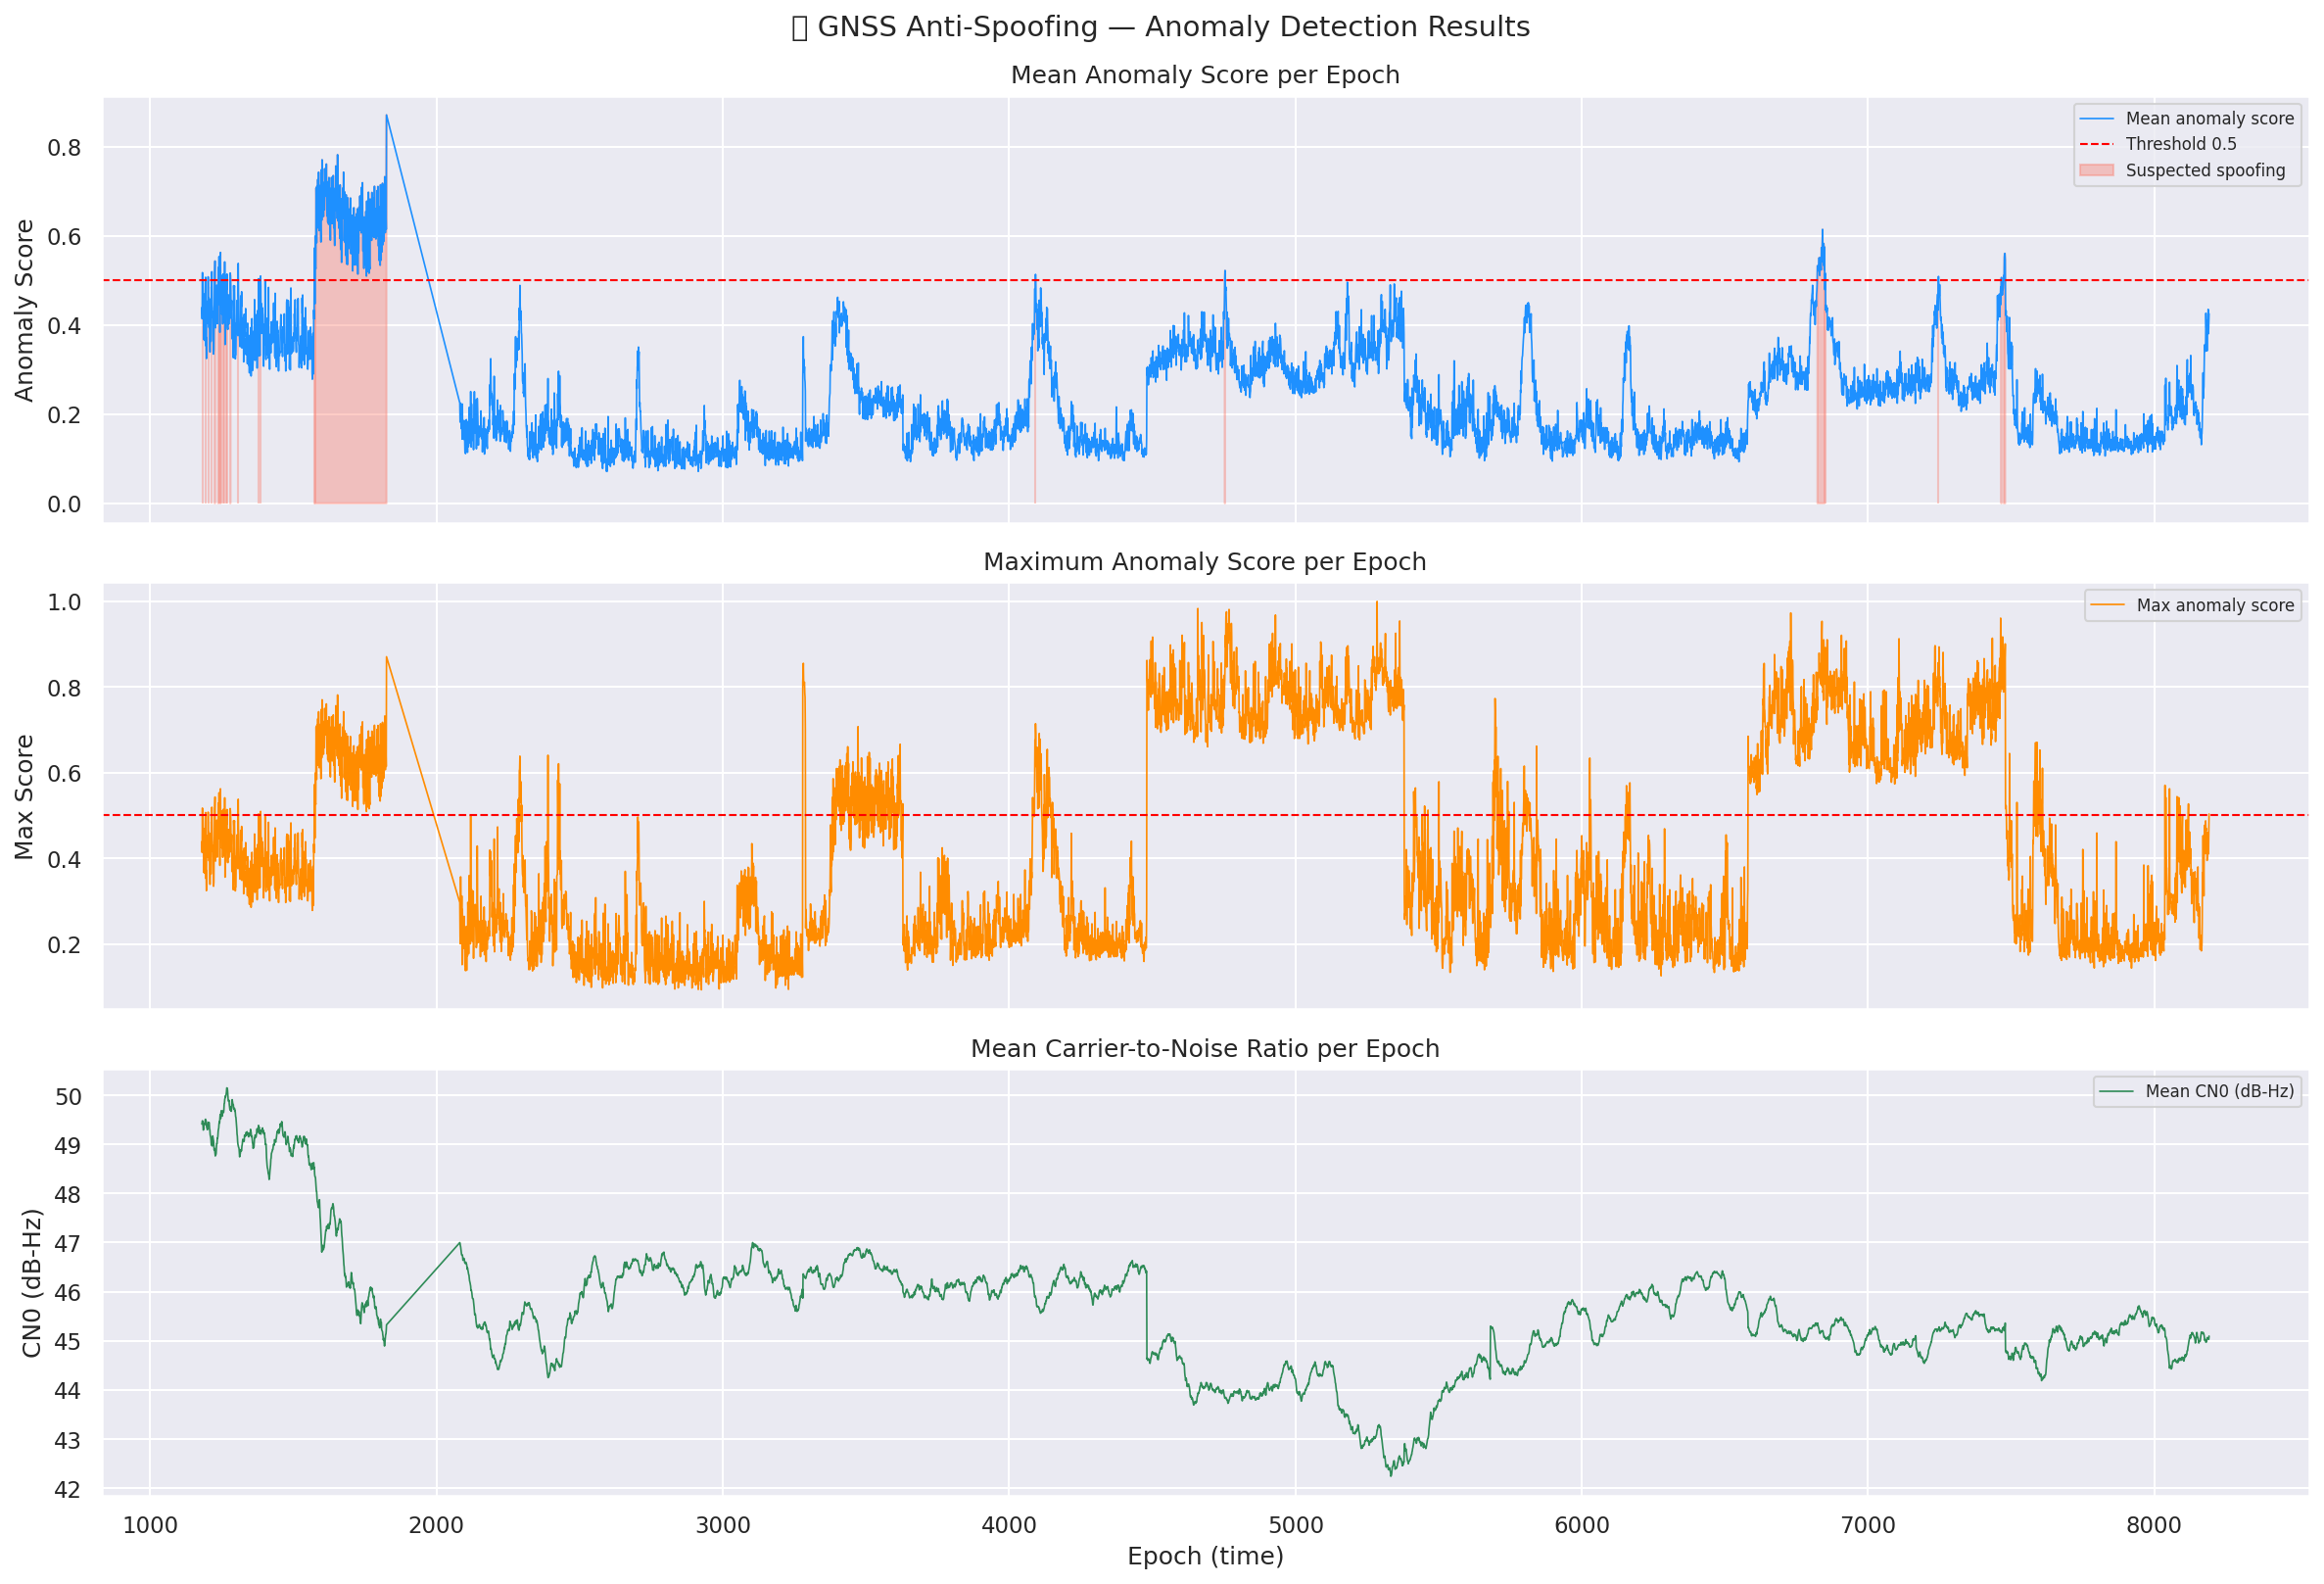 GNSS Anti-Spoofing — Anomaly Detection Results
Mean Anomaly Score per Epoch
Anomaly Score
0.8
0.6
0.4
0.2
0.0
Mean anomaly score
Threshold 0.5
Suspected spoofing
Maximum Anomaly Score per Epoch
Max Score
1.0
0.8
0.6
0.4
0.2
Max anomaly score
Mean Carrier-to-Noise Ratio per Epoch
CN0 (dB-Hz)
50
49
48
47
46
45
44
43
42
Mean CN0 (dB-Hz)
1000 2000 3000 4000 5000 6000 7000 8000
Epoch (time)